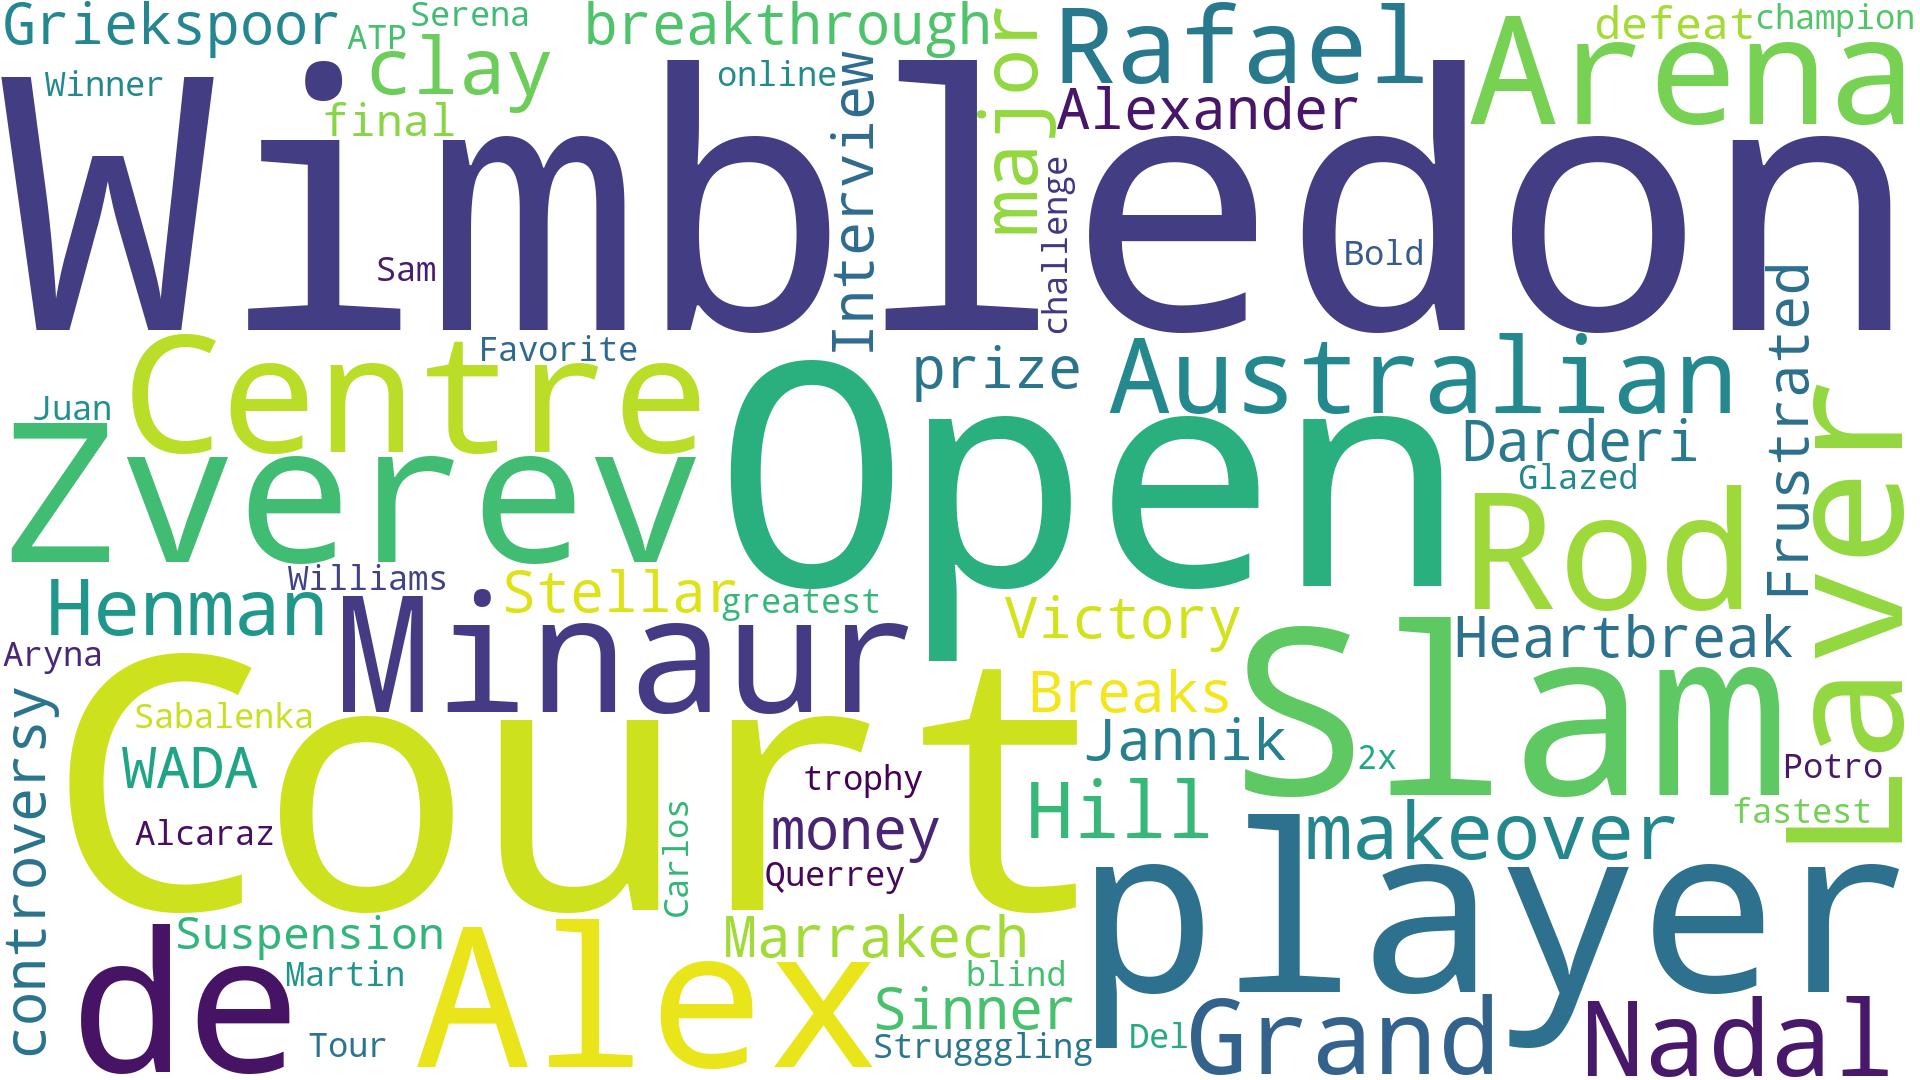 Griekspoor
ATP
Serena
breakthrough
Rafael
Arena
defeat
champion
Winner
clay
online
Interview
major
Alexander
final
Wimbledon
challenge
Sam
Bold
Frustrated
Favorite
Centre
prize
Australian
Juan
Open
Laver
Darderi
Zverev
Glazed
Rod
Williams
Henman
Stellar
greatest
Victory
Minaur
Heartbreak
Slam
Aryna
Court
Breaks
controversy
Sabalenka
Jannik
WADA
2x
Potro
trophy
Hill
fastest
Alcaraz
Carlos
money
makeover
Querrey
player
Suspension
Marrakech
de
Alex
Martin
blind
Sinner
Grand
Nadal
Tour
Strugggling
Del